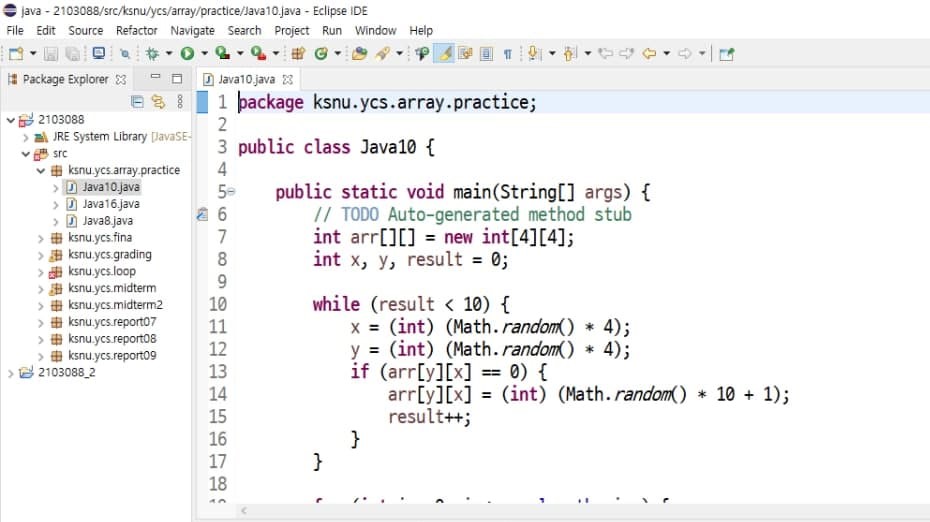 java - 2103088/src/ksnu/ycs/array/practice/Java10.java - Eclipse IDE
File Edit Source Refactor Navigate Search Project Run Window Help
Package Explorer
2103088
JRE System Library [JavaSE-
src
ksnu.ycs.array.practice
Java10.java
Java16.java
Java8.java
ksnu.ycs.fina
ksnu.ycs.grading
ksnu.ycs.loop
ksnu.ycs.midterm
ksnu.ycs.midterm2
ksnu.ycs.report07
ksnu.ycs.report08
ksnu.ycs.report09
2103088_2
Java10.java
1 package ksnu.ycs.array.practice;
2
3 public class Java10 {
4
5 public static void main(String[] args) {
6 // TODO Auto-generated method stub
7 int arr[][] = new int[4][4];
8 int x, y, result = 0;
9
10 while (result < 10) {
11 x = (int) (Math.random() * 4);
12 y = (int) (Math.random() * 4);
13 if (arr[y][x] == 0) {
14 arr[y][x] = (int) (Math.random() * 10 + 1);
15 result++;
16 }
17 }
18